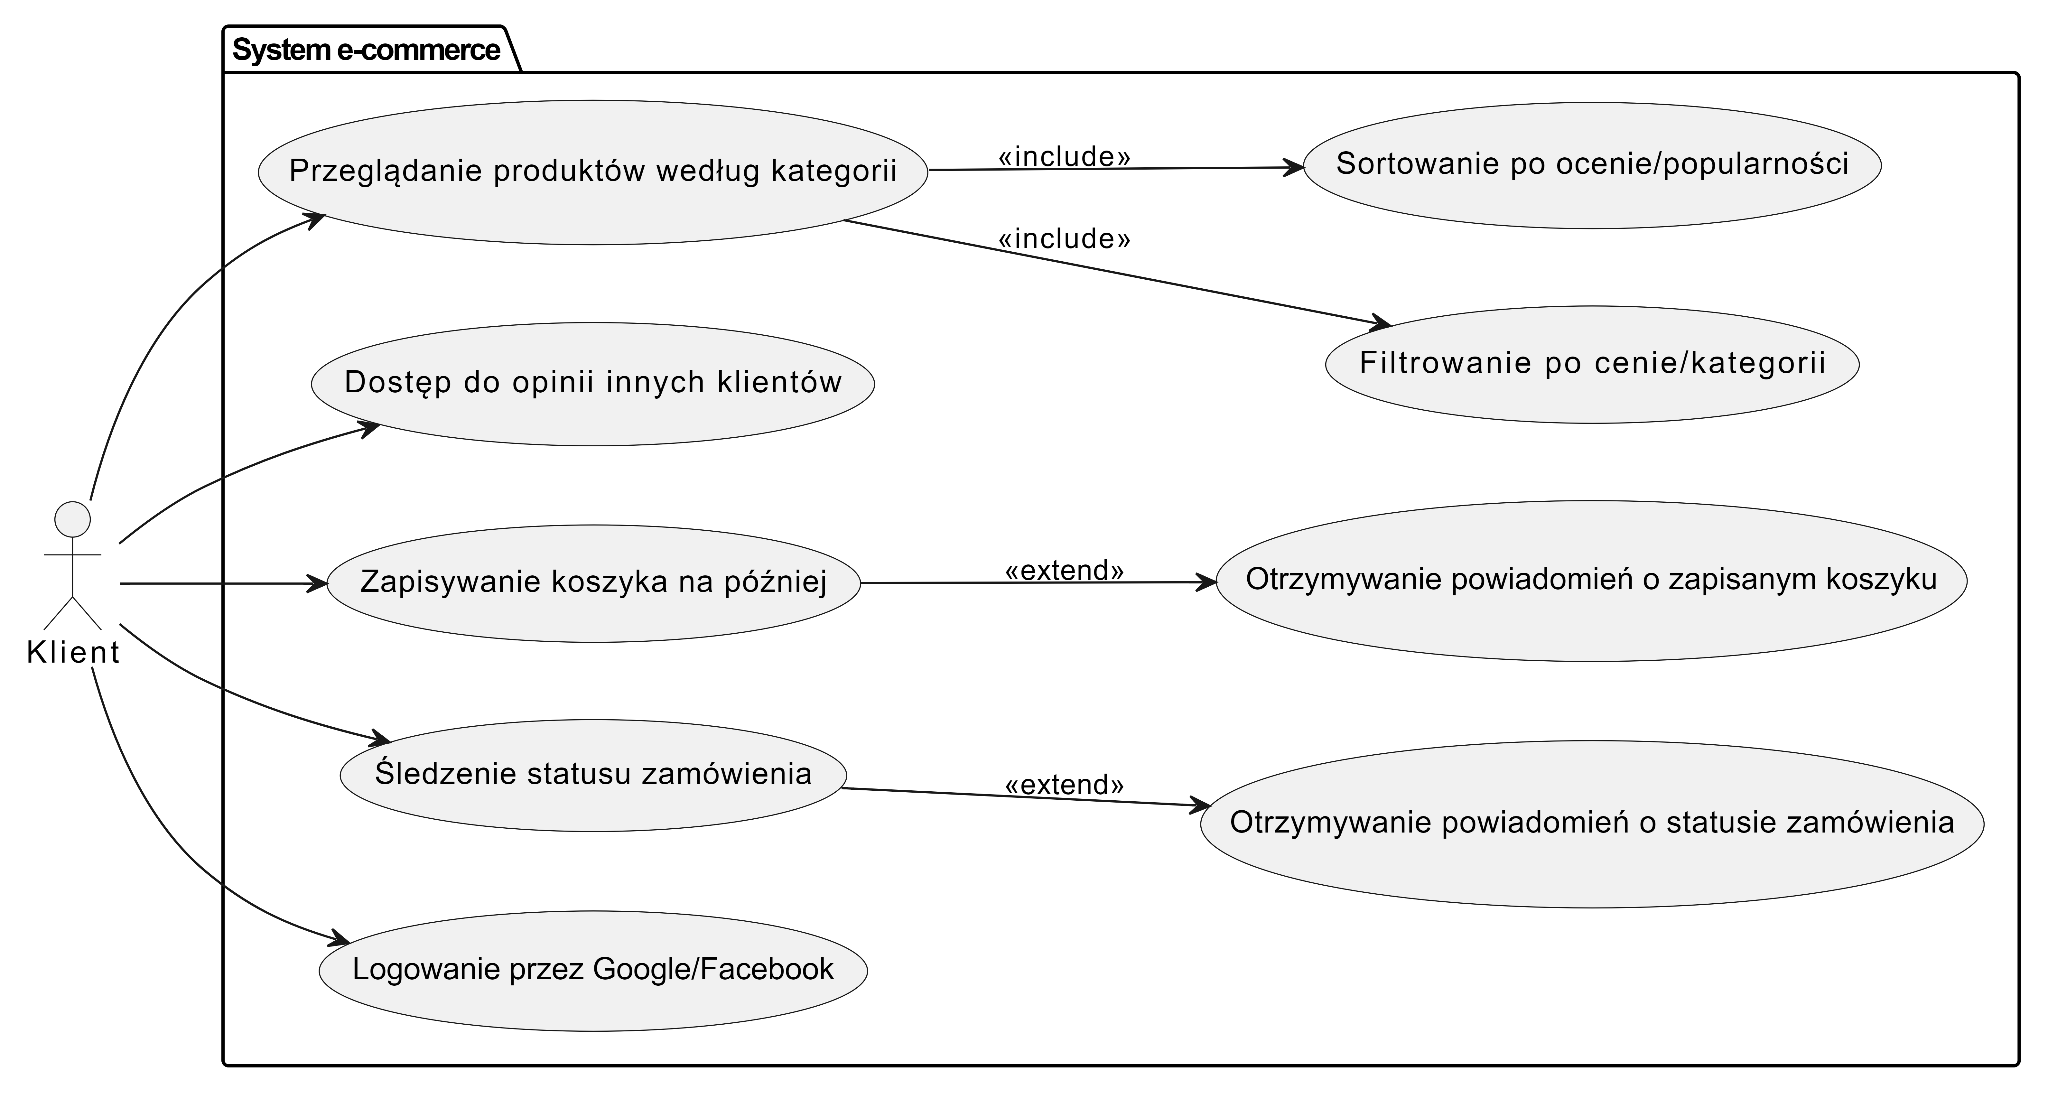 System e-commerce
Przeglądanie produktów według kategorii
«include»
Sortowanie po ocenie/popularności
«include»
Filtrowanie po cenie/kategorii
Dostęp do opinii innych klientów
Zapisywanie koszyka na później
«extend»
Otrzymywanie powiadomień o zapisanym koszyku
Klient
Śledzenie statusu zamówienia
«extend»
Otrzymywanie powiadomień o statusie zamówienia
Logowanie przez Google/Facebook